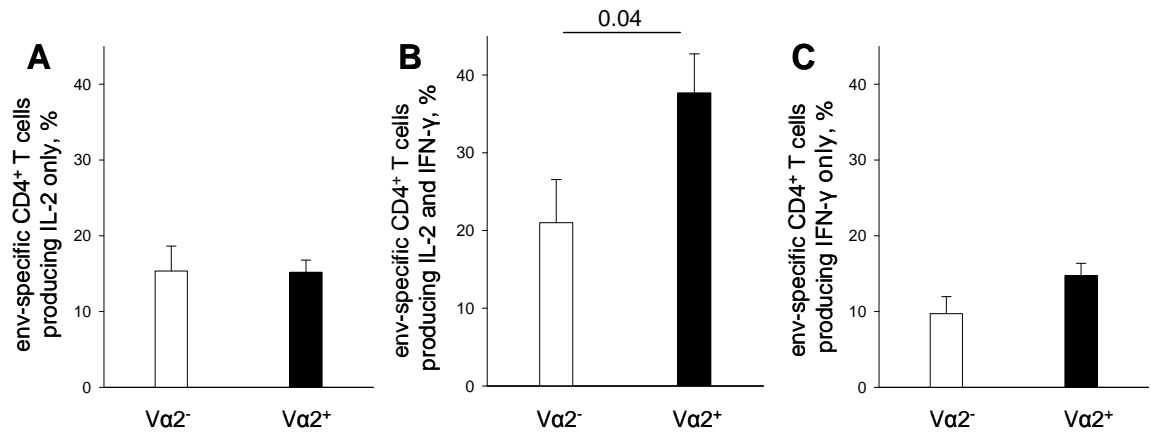 A
env-specific CD4⁺ T cells
producing IL-2 only, %
40
30
20
10
0
Vα2⁻
Vα2⁺
B
0.04
env-specific CD4⁺ T cells
producing IL-2 and IFN-γ, %
40
30
20
10
0
Vα2⁻
Vα2⁺
C
env-specific CD4⁺ T cells
producing IFN-γ only, %
40
30
20
10
0
Vα2⁻
Vα2⁺